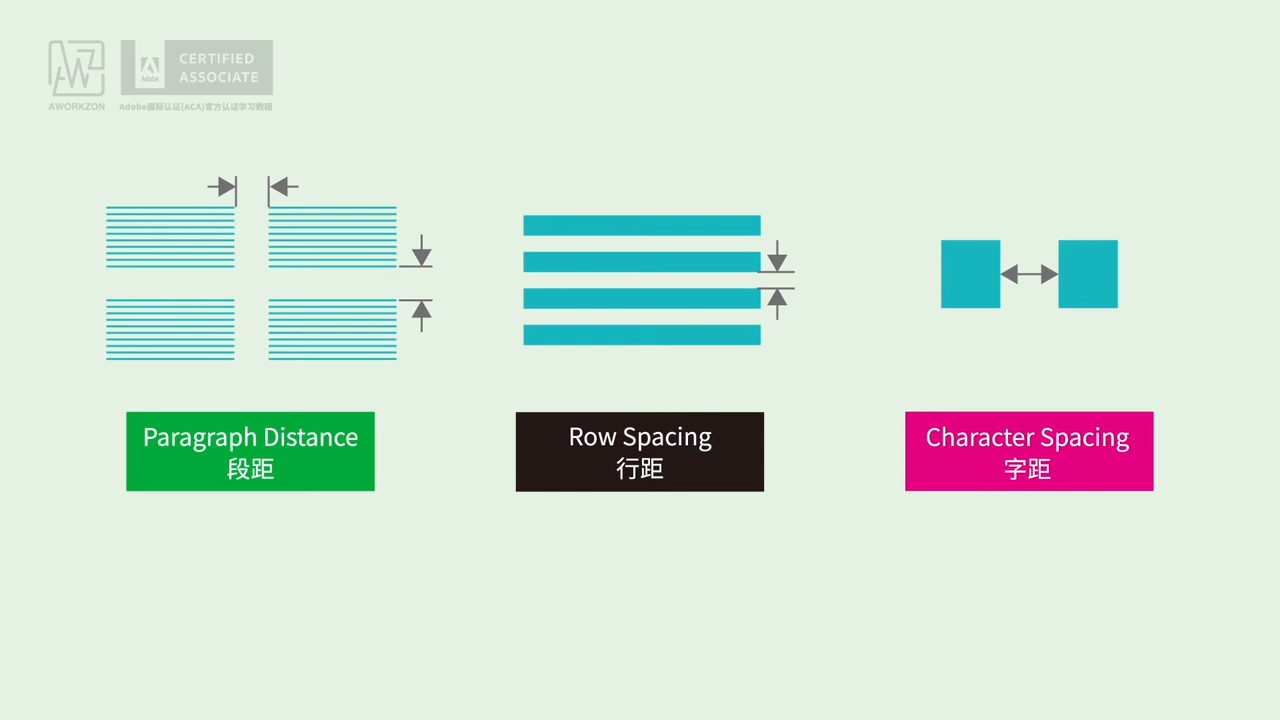 AWZ
AWORKZON
Adobe
CERTIFIED
ASSOCIATE
Adobe国际认证(ACA)官方认证学习教程
Paragraph Distance
段距
Row Spacing
行距
Character Spacing
字距